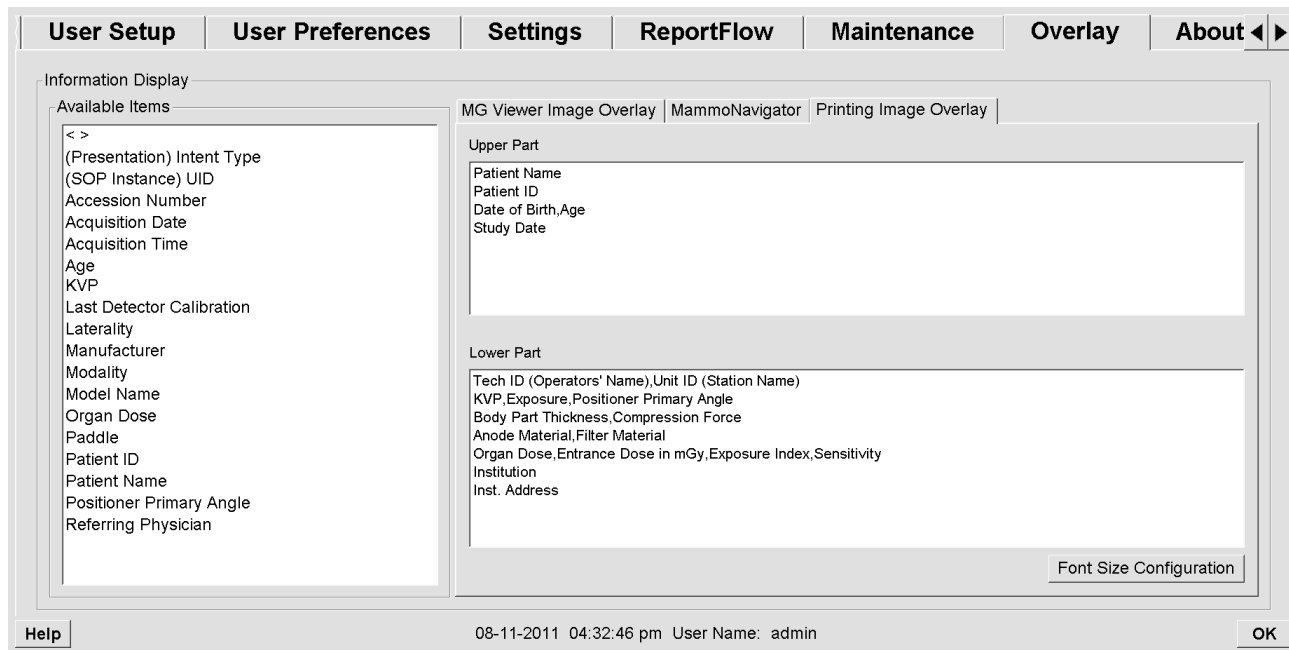 User Setup User Preferences Settings ReportFlow Maintenance Overlay About
Information Display
Available Items
< >
(Presentation) Intent Type
(SOP Instance) UID
Accession Number
Acquisition Date
Acquisition Time
Age
KVP
Last Detector Calibration
Laterality
Manufacturer
Modality
Model Name
Organ Dose
Paddle
Patient ID
Patient Name
Positioner Primary Angle
Referring Physician
MG Viewer Image Overlay MammoNavigator Printing Image Overlay
Upper Part
Patient Name
Patient ID
Date of Birth,Age
Study Date
Lower Part
Tech ID (Operators' Name),Unit ID (Station Name)
KVP,Exposure,Positioner Primary Angle
Body Part Thickness,Compression Force
Anode Material,Filter Material
Organ Dose,Entrance Dose in mGy,Exposure Index,Sensitivity
Institution
Inst. Address
Font Size Configuration
Help 08-11-2011 04:32:46 pm User Name: admin OK